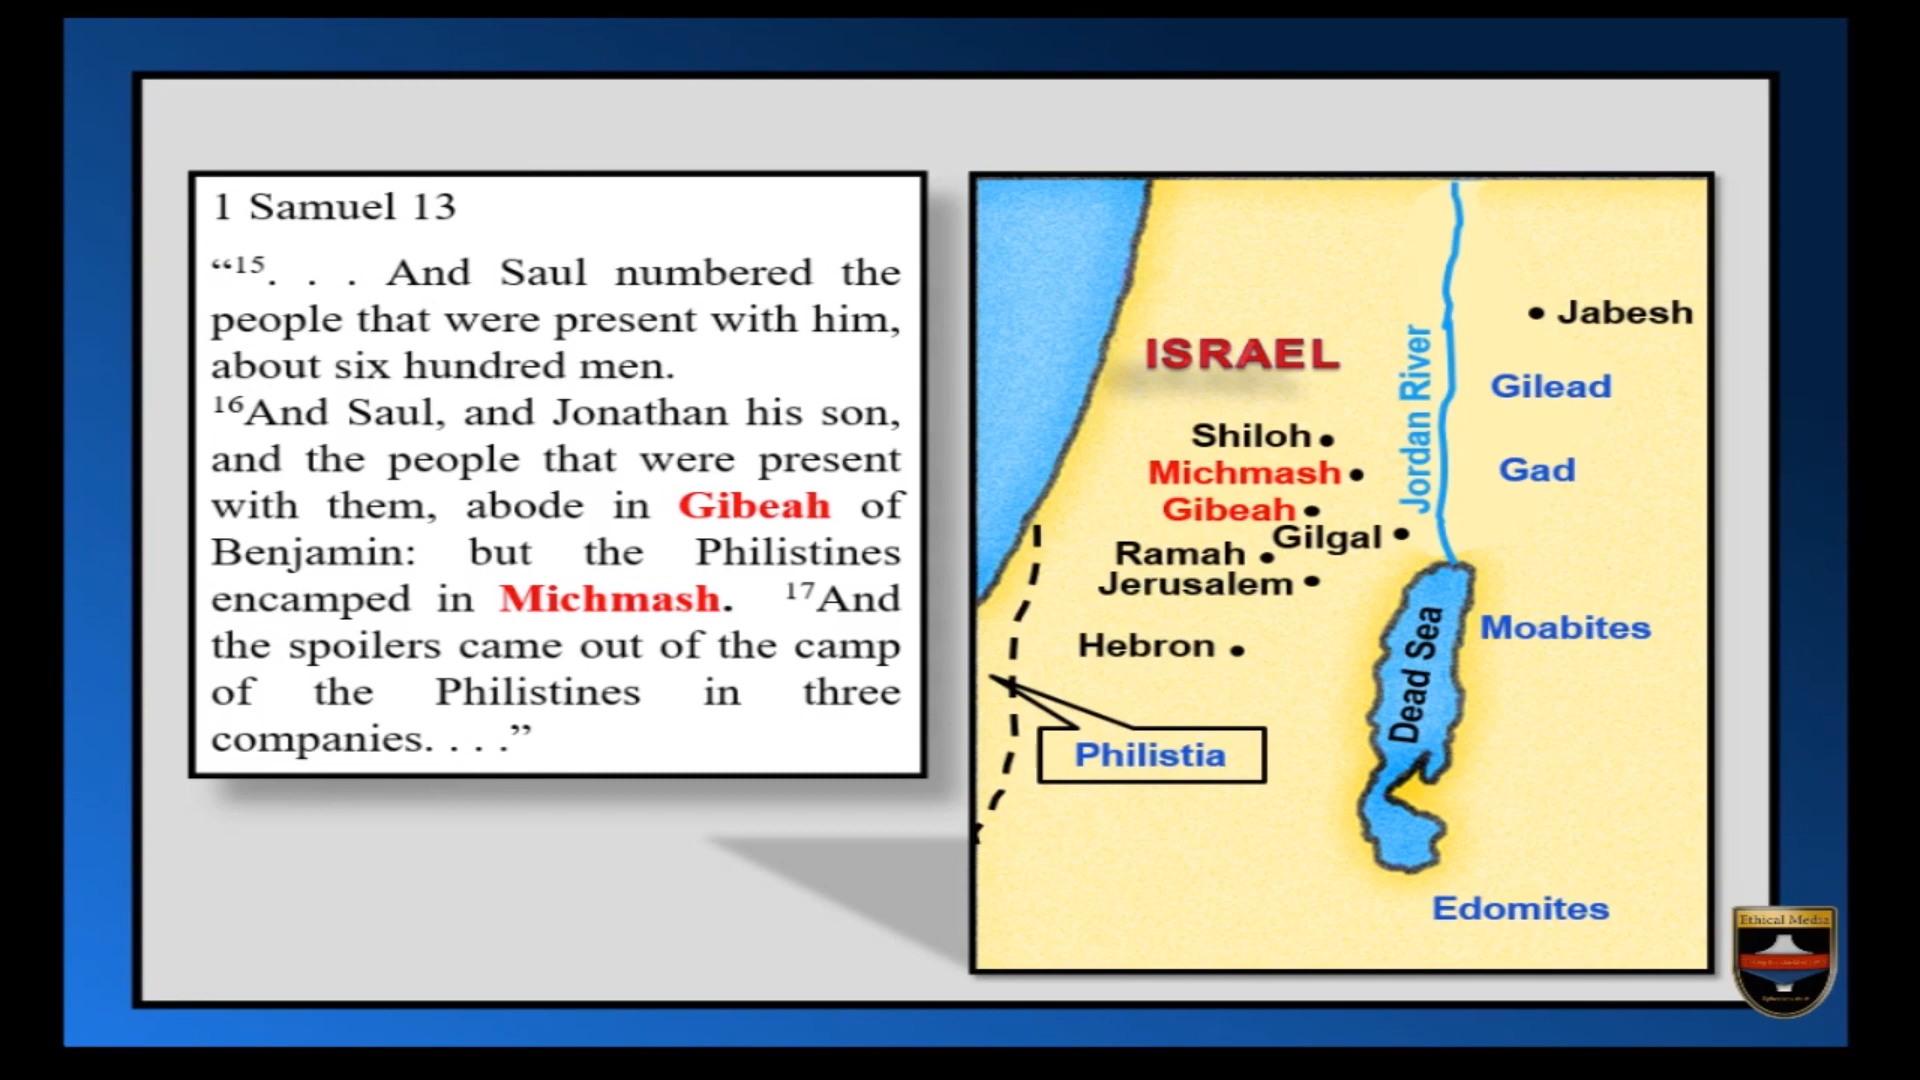 1 Samuel 13
“15. . . And Saul numbered the
people that were present with him,
about six hundred men.
16And Saul, and Jonathan his son,
and the people that were present
with them, abode in Gibeah of
Benjamin: but the Philistines
encamped in Michmash. 17And
the spoilers came out of the camp
of the Philistines in three
companies. . . .”
ISRAEL
Jordan River
Jabesh
Gilead
Shiloh
Michmash
Gad
Gibeah
Gilgal
Ramah
Jerusalem
Hebron
Dead Sea
Moabites
Philistia
Edomites
Ethical Media